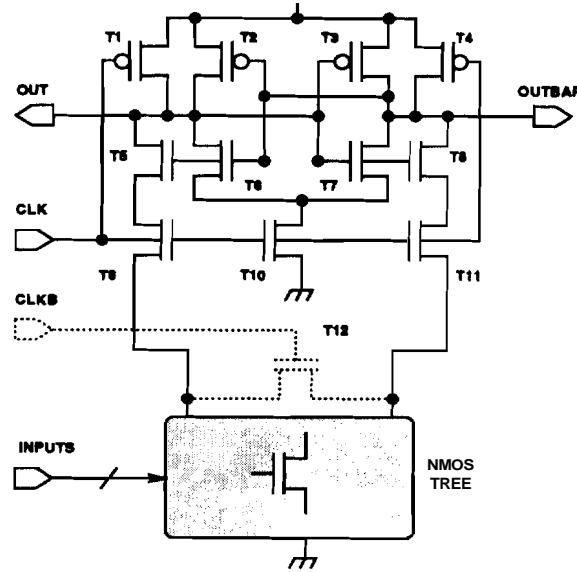 T1
T2
T3
T4
OUT
OUTBAR
T5
T6
T7
T8
CLK
T9
T10
T11
CLKB
T12
INPUTS
NMOS
TREE